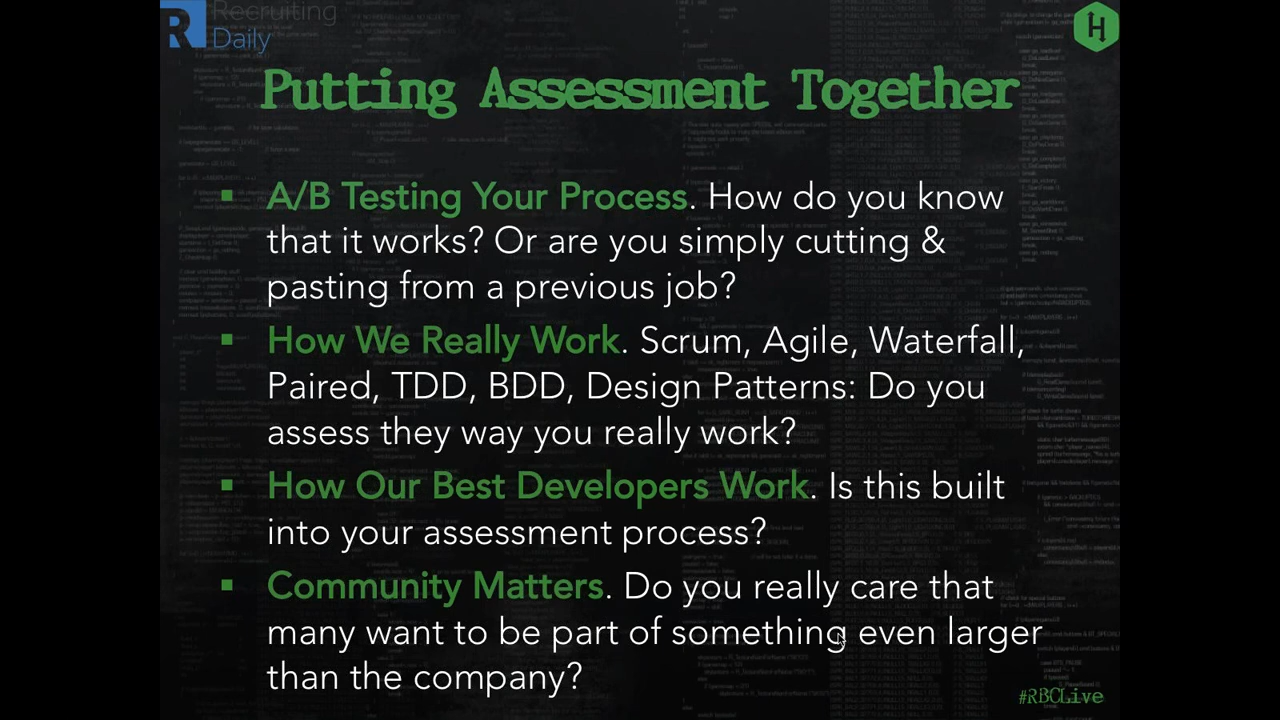 Recruiting
Daily
Putting Assessment Together
A/B Testing Your Process. How do you know
that it works? Or are you simply cutting &
pasting from a previous job?
How We Really Work. Scrum, Agile, Waterfall,
Paired, TDD, BDD, Design Patterns: Do you
assess they way you really work?
How Our Best Developers Work. Is this built
into your assessment process?
Community Matters. Do you really care that
many want to be part of something even larger
than the company?
#RBCLive